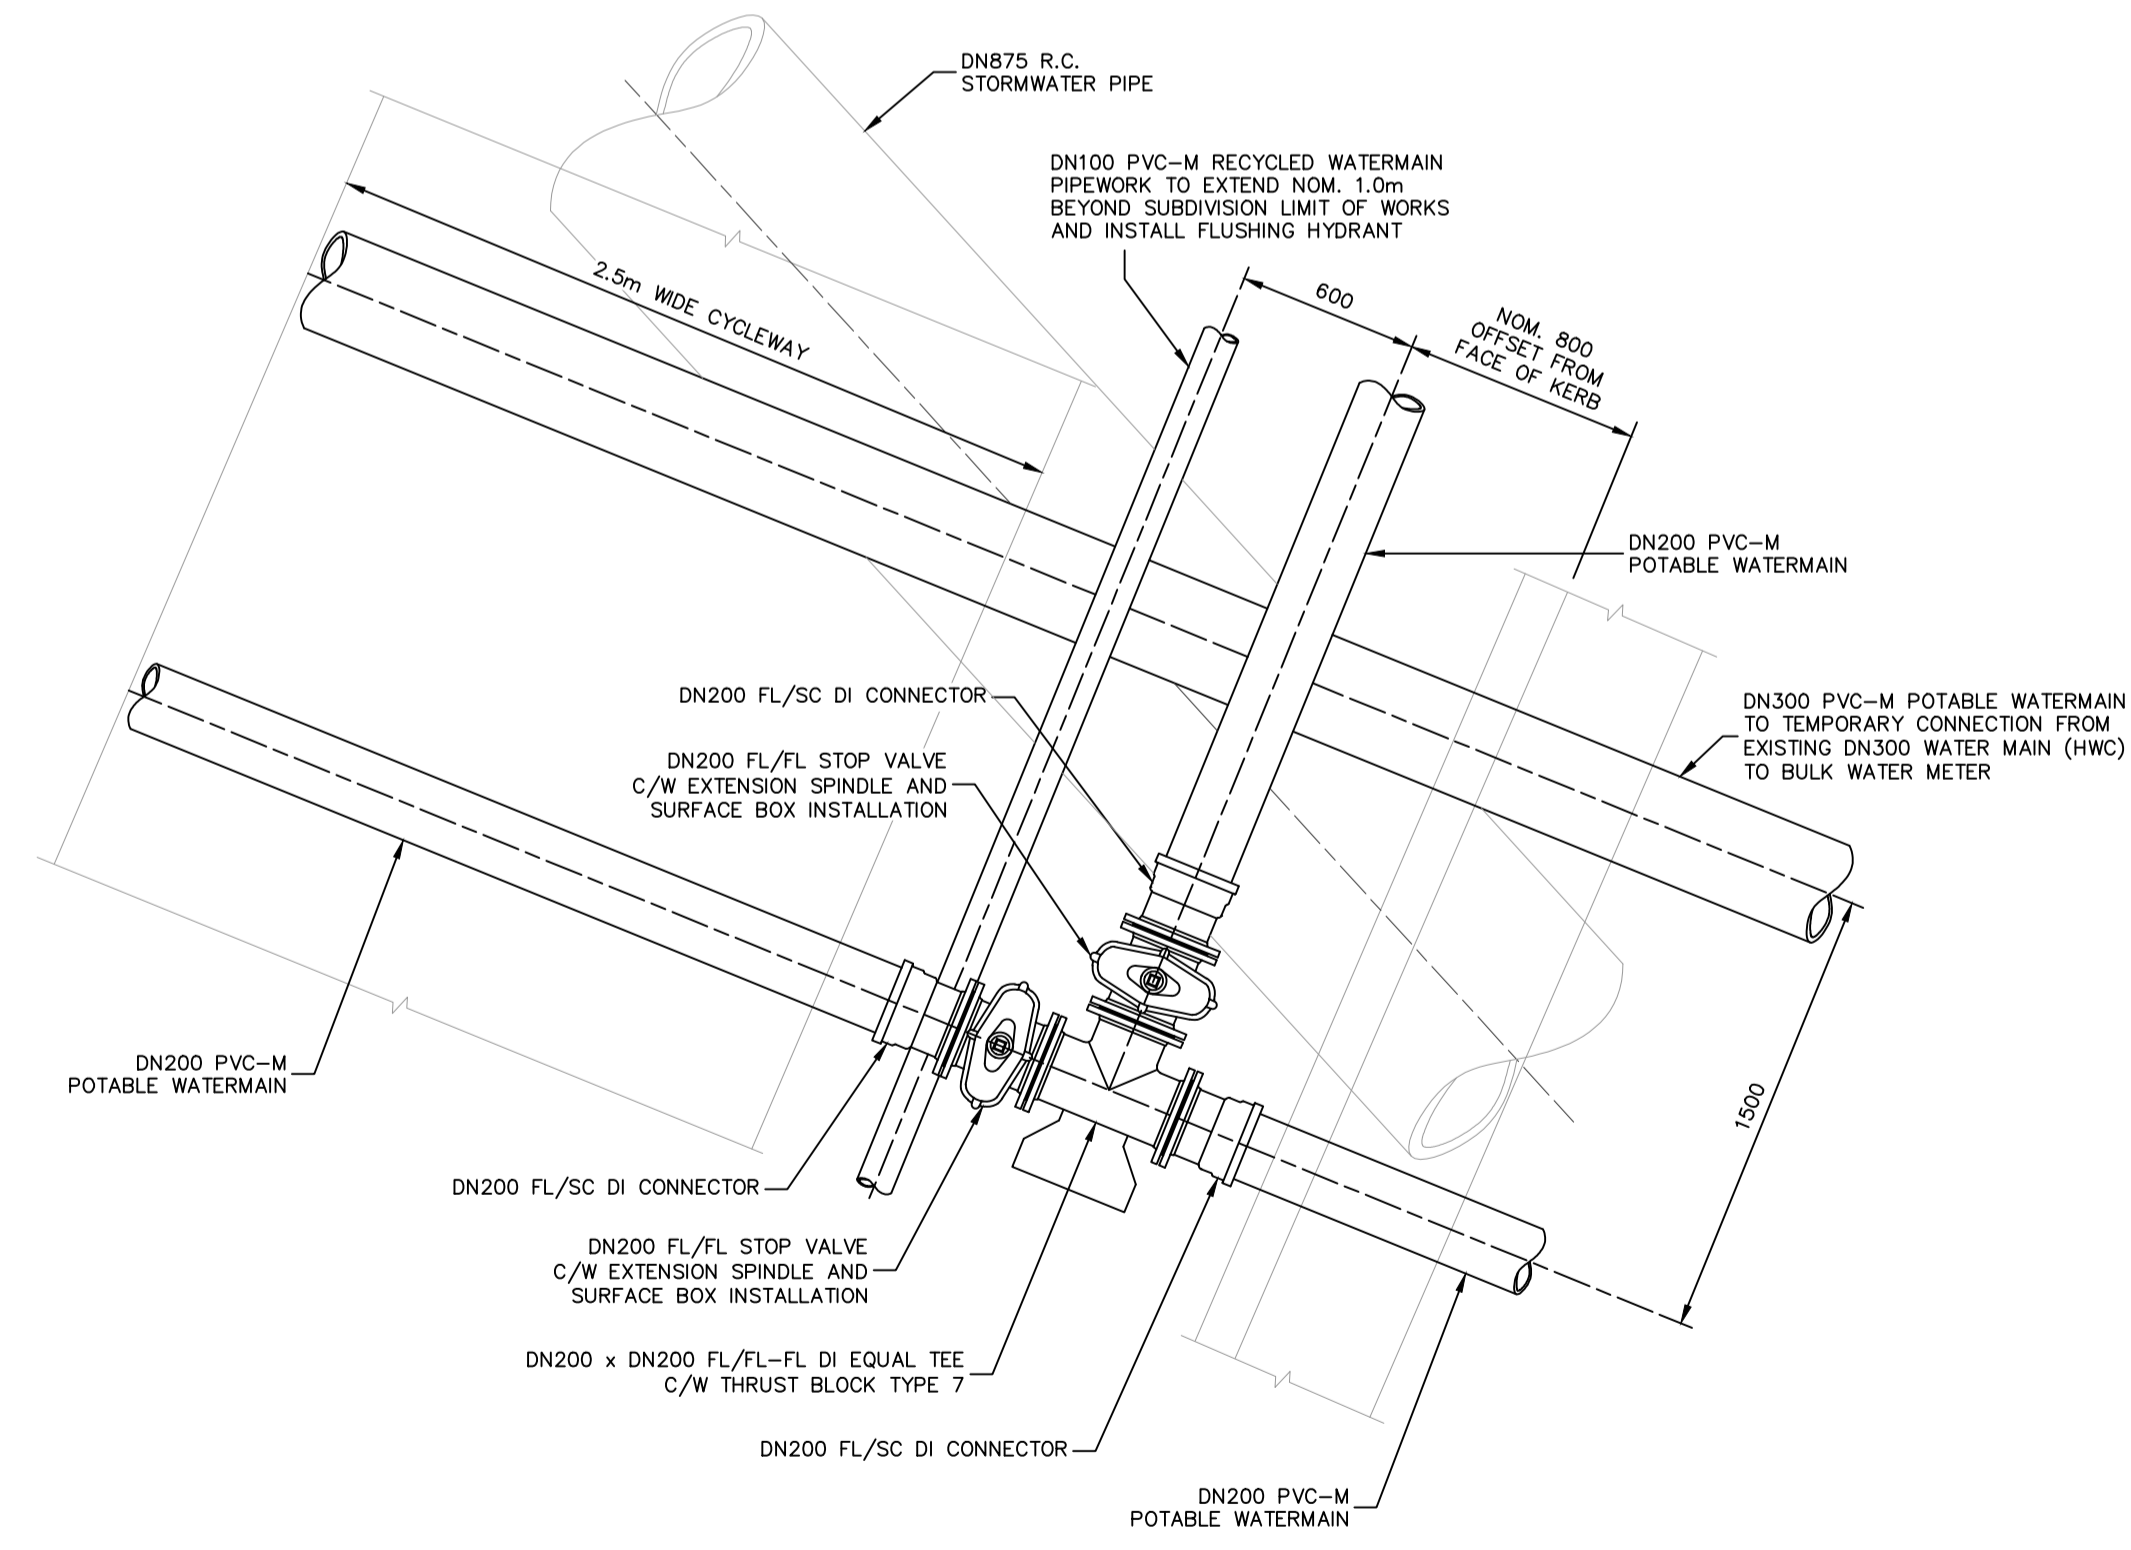 DN875 R.C.
STORMWATER PIPE
DN100 PVC-M RECYCLED WATERMAIN
PIPEWORK TO EXTEND NOM. 1.0m
BEYOND SUBDIVISION LIMIT OF WORKS
AND INSTALL FLUSHING HYDRANT
2.5m WIDE CYCLEWAY
600
NOM. 800
OFFSET FROM
FACE OF KERB
DN200 PVC-M
POTABLE WATERMAIN
DN200 FL/SC DI CONNECTOR
DN300 PVC-M POTABLE WATERMAIN
TO TEMPORARY CONNECTION FROM
EXISTING DN300 WATER MAIN (HWC)
TO BULK WATER METER
DN200 FL/FL STOP VALVE
C/W EXTENSION SPINDLE AND
SURFACE BOX INSTALLATION
DN200 PVC-M
POTABLE WATERMAIN
1500
DN200 FL/SC DI CONNECTOR
DN200 FL/FL STOP VALVE
C/W EXTENSION SPINDLE AND
SURFACE BOX INSTALLATION
DN200 x DN200 FL/FL-FL DI EQUAL TEE
C/W THRUST BLOCK TYPE 7
DN200 FL/SC DI CONNECTOR
DN200 PVC-M
POTABLE WATERMAIN